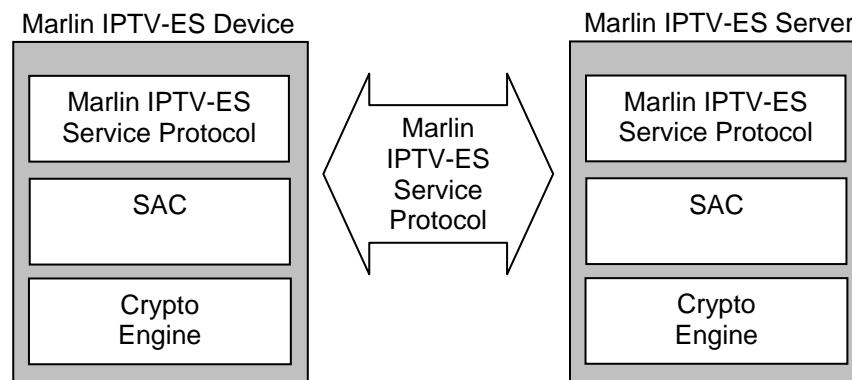 Marlin IPTV-ES Device
Marlin IPTV-ES
Service Protocol
SAC
Crypto
Engine
Marlin
IPTV-ES
Service
Protocol
Marlin IPTV-ES Server
Marlin IPTV-ES
Service Protocol
SAC
Crypto
Engine